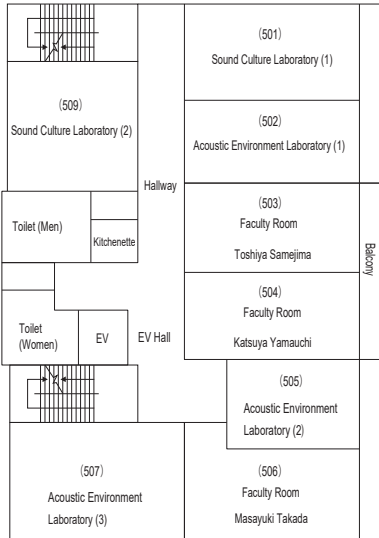 (501)
Sound Culture Laboratory (1)
(509)
Sound Culture Laboratory (2)
(502)
Acoustic Environment Laboratory (1)
Hallway
(503)
Faculty Room
Toshiya Samejima
Toilet (Men)
Kitchenette
Balcony
(504)
Faculty Room
Katsuya Yamauchi
Toilet
(Women)
EV
EV Hall
(505)
Acoustic Environment
Laboratory (2)
(507)
Acoustic Environment
Laboratory (3)
(506)
Faculty Room
Masayuki Takada